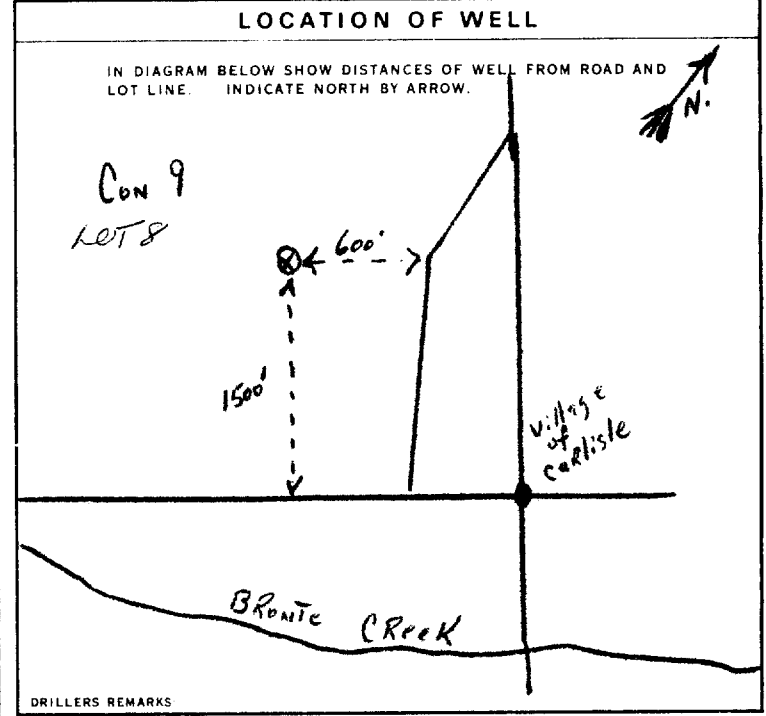 LOCATION OF WELL
IN DIAGRAM BELOW SHOW DISTANCES OF WELL FROM ROAD AND
LOT LINE. INDICATE NORTH BY ARROW.
N.
CON 9
LOT 8
600'
1500'
Village
of
Carlisle
BRONTE CREEK
DRILLERS REMARKS